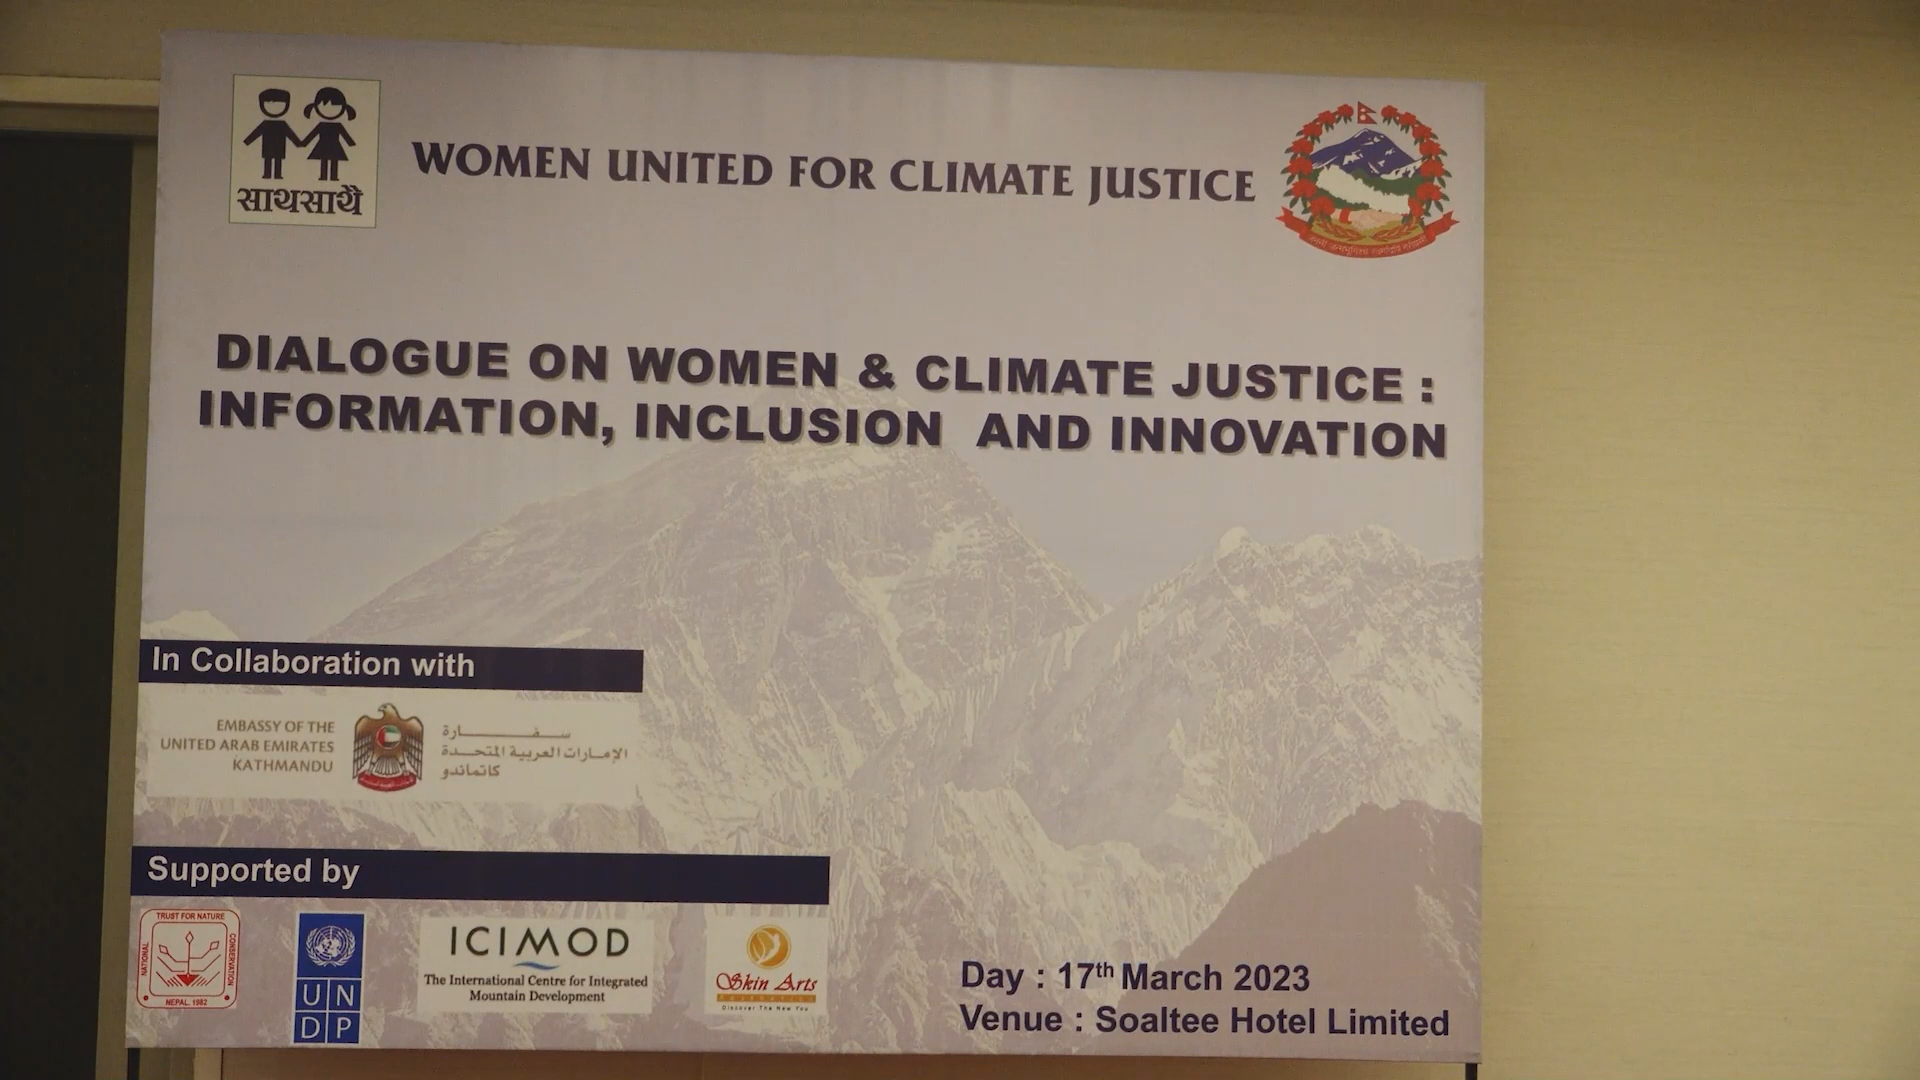 साथसाथै
WOMEN UNITED FOR CLIMATE JUSTICE
DIALOGUE ON WOMEN & CLIMATE JUSTICE :
INFORMATION, INCLUSION AND INNOVATION
In Collaboration with
EMBASSY OF THE
UNITED ARAB EMIRATES
KATHMANDU
سفارة
الإمارات العربية المتحدة
كاتماندو
Supported by
NATIONAL
TRUST FOR NATURE
CONSERVATION
NEPAL. 1982
UN
DP
ICIMOD
The International Centre for Integrated
Mountain Development
Skin Arts
Discover The New You
Day : 17th March 2023
Venue : Soaltee Hotel Limited